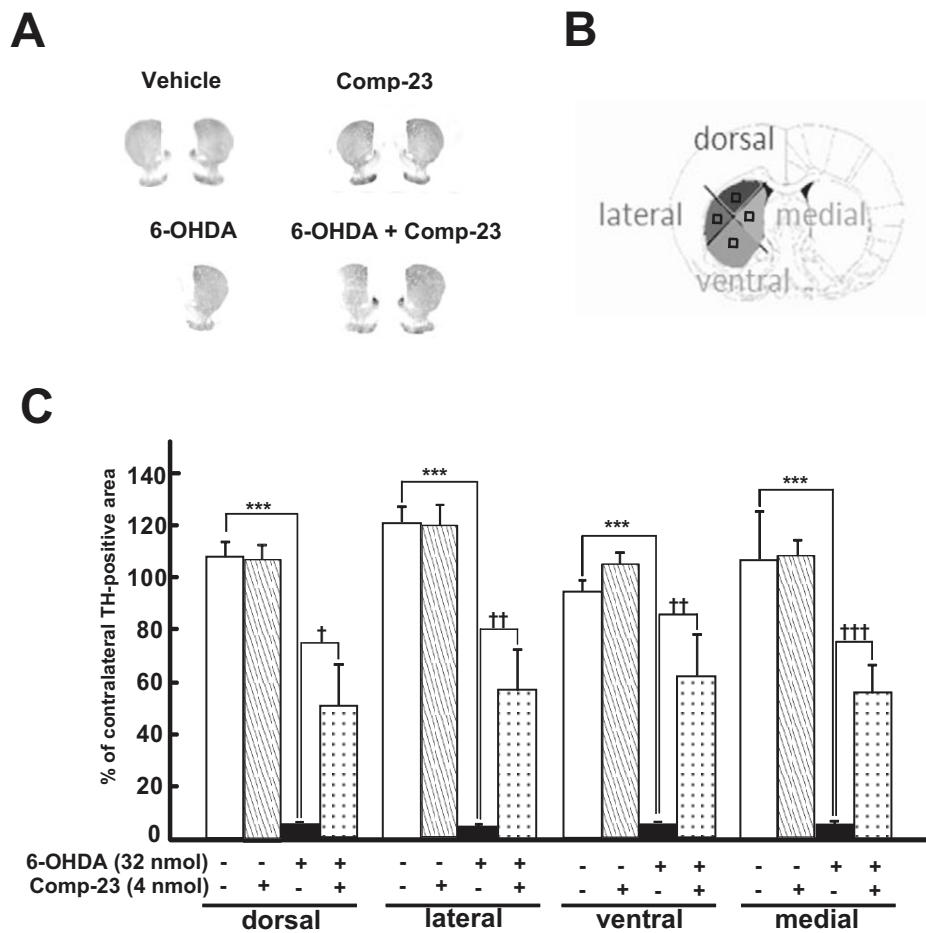 A
B
Vehicle
Comp-23
6-OHDA
6-OHDA + Comp-23
dorsal
lateral
medial
ventral
C
% of contralateral TH-positive area
140
120
100
80
60
40
20
0
***
***
***
***
†
††
††
†††
6-OHDA (32 nmol) - - + + - - + + - - + + - - + +
Comp-23 (4 nmol) - + - + - + - + - + - + - + - +
dorsal lateral ventral medial